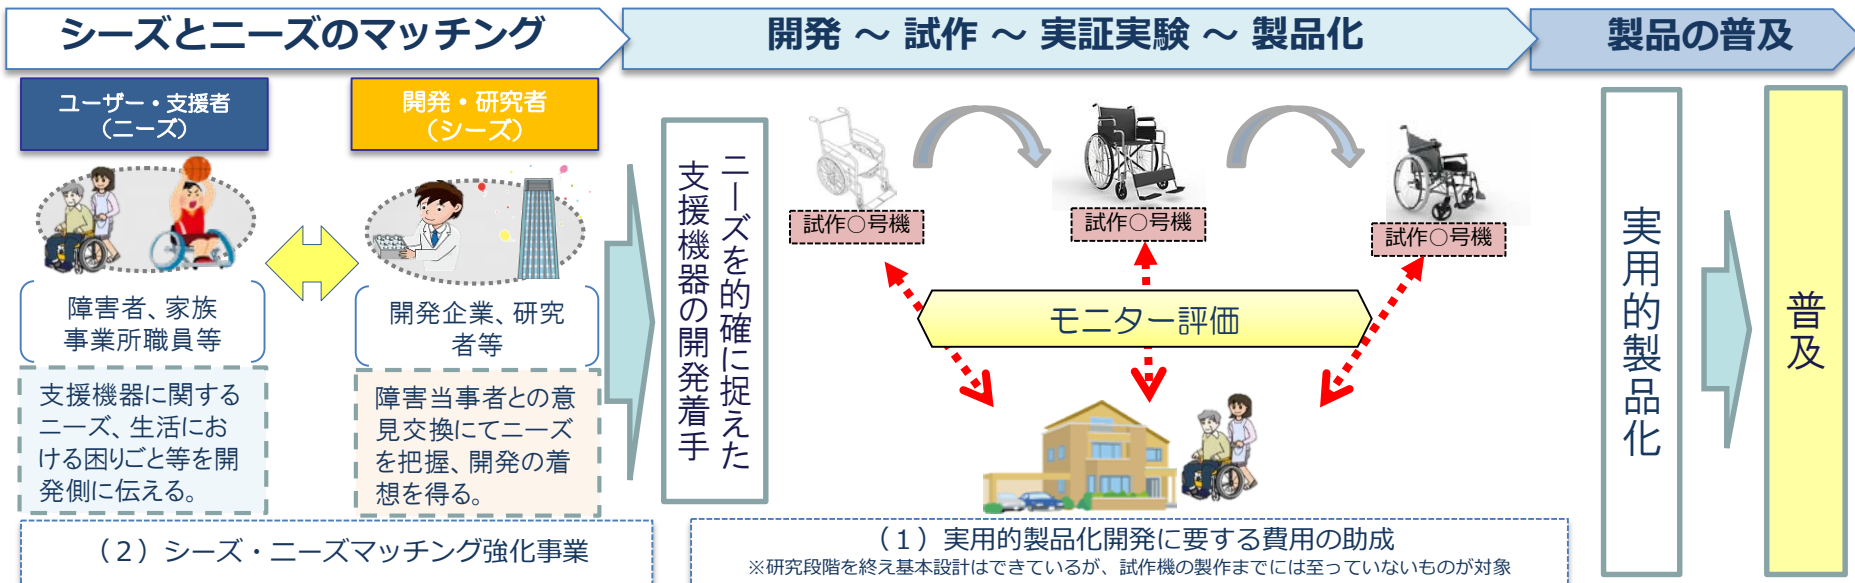 シーズとニーズのマッチング
開発 ～ 試作 ～ 実証実験 ～ 製品化
製品の普及
ユーザー・支援者
（ニーズ）
開発・研究者
（シーズ）
障害者、家族
事業所職員等
開発企業、研究
者等
支援機器に関する
ニーズ、生活にお
ける困りごと等を開
発側に伝える。
障害当事者との意
見交換にてニーズ
を把握、開発の着
想を得る。
（２）シーズ・ニーズマッチング強化事業
ニーズを的確に捉えた
支援機器の開発着手
試作○号機
試作○号機
試作○号機
モニター評価
（１）実用的製品化開発に要する費用の助成
※研究段階を終え基本設計はできているが、試作機の製作までには至っていないものが対象
実用的製品化
普及